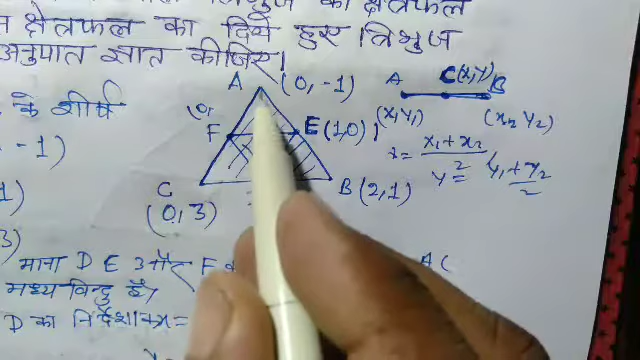 त्रिभुज का क्षेत्रफल
क्षेत्रफल का दिये हुए त्रिभुज
अनुपात ज्ञात कीजिए।
A (0, -1) A C(x,y) B
के शीर्ष (0, (x₁ y₁) (x₂ y₂)
F E (1,0)
-1) x = x₁+x₂/2, y = y₁+y₂/2
C (0, 3) B (2,1)
1)
3)
माना D E और F
मध्य बिन्दु है।
D का निर्देशांक x =